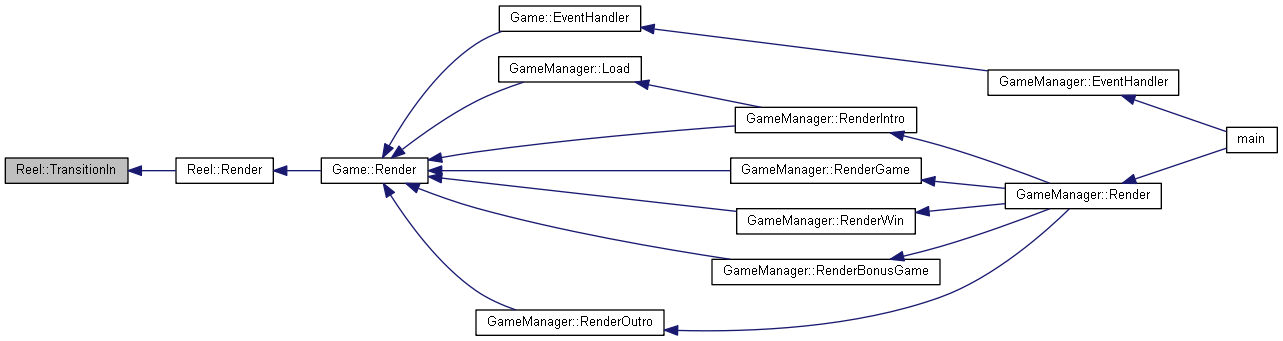 Game::EventHandler
GameManager::Load
GameManager::EventHandler
GameManager::RenderIntro
main
Reel::TransitionIn
Reel::Render
Game::Render
GameManager::RenderGame
GameManager::Render
GameManager::RenderWin
GameManager::RenderBonusGame
GameManager::RenderOutro